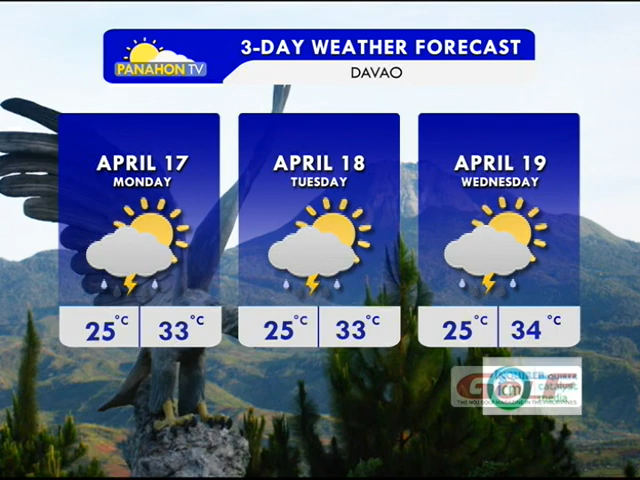 3-DAY WEATHER FORECAST
PANAHON TV
DAVAO
APRIL 17
MONDAY
25°C
33°C
APRIL 18
TUESDAY
25°C
33°C
APRIL 19
WEDNESDAY
25°C
34°C
icm